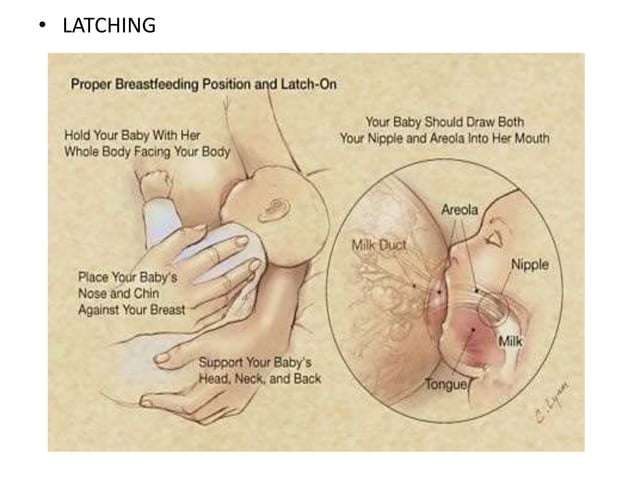 • LATCHING
Proper Breastfeeding Position and Latch-On
Hold Your Baby With Her
Whole Body Facing Your Body
Your Baby Should Draw Both
Your Nipple and Areola Into Her Mouth
Areola
Milk Duct
Nipple
Place Your Baby's
Nose and Chin
Against Your Breast
Milk
Support Your Baby's
Head, Neck, and Back
Tongue
C. Lynn